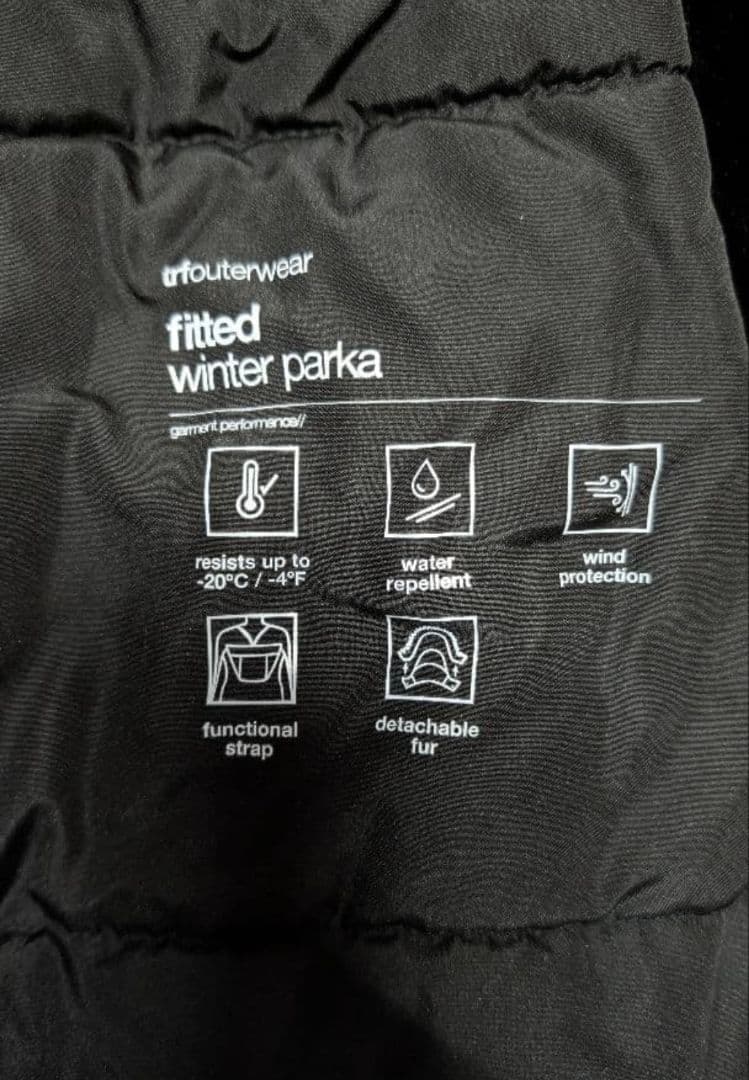 trfouterwear
fitted
winter parka
garment performance//
resists up to
-20°C / -4°F
water
repellent
wind
protection
functional
strap
detachable
fur